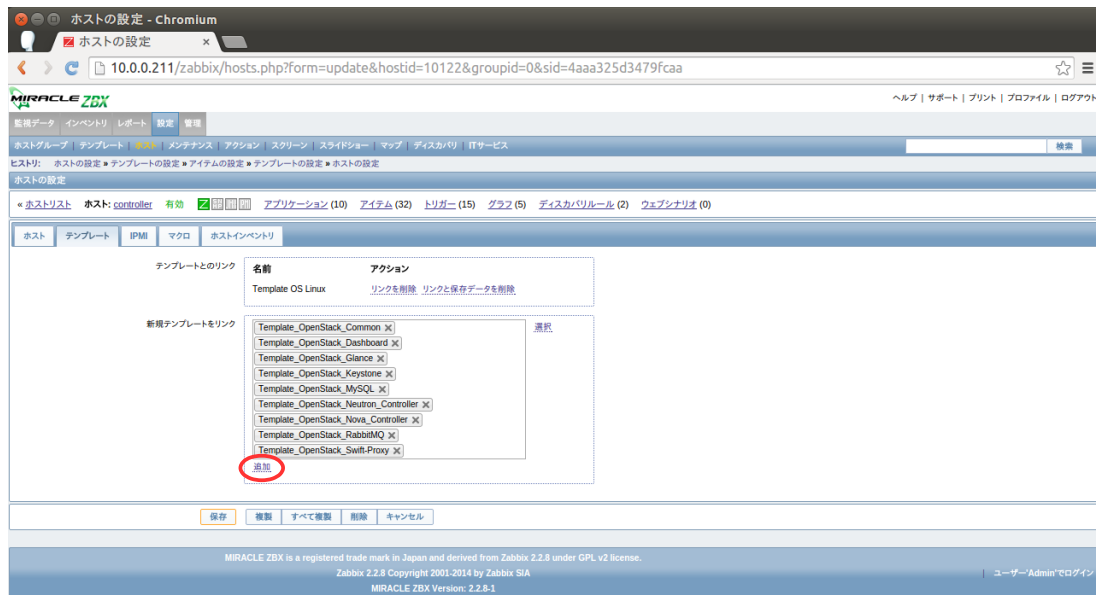 ホストの設定 - Chromium
ホストの設定 ×
10.0.0.211/zabbix/hosts.php?form=update&hostid=10122&groupid=0&sid=4aaa325d3479fcaa
MIRACLE ZBX ヘルプ | サポート | プリント | プロファイル | ログアウト
監視データ インベントリ レポート 設定 管理
ホストグループ | テンプレート | ホスト | メンテナンス | アクション | スクリーン | スライドショー | マップ | ディスカバリ | ITサービス 検索
ヒストリ: ホストの設定 » テンプレートの設定 » アイテムの設定 » テンプレートの設定 » ホストの設定
ホストの設定
« ホストリスト ホスト: controller 有効 Z アプリケーション (10) アイテム (32) トリガー (15) グラフ (5) ディスカバリルール (2) ウェブシナリオ (0)
ホスト テンプレート IPMI マクロ ホストインベントリ
テンプレートとのリンク 名前 アクション
Template OS Linux リンクを削除 リンクと保存データを削除
新規テンプレートをリンク Template_OpenStack_Common 選択
Template_OpenStack_Dashboard
Template_OpenStack_Glance
Template_OpenStack_Keystone
Template_OpenStack_MySQL
Template_OpenStack_Neutron_Controller
Template_OpenStack_Nova_Controller
Template_OpenStack_RabbitMQ
Template_OpenStack_Swift-Proxy
追加
保存 複製 すべて複製 削除 キャンセル
MIRACLE ZBX is a registered trade mark in Japan and derived from Zabbix 2.2.8 under GPL v2 license.
Zabbix 2.2.8 Copyright 2001-2014 by Zabbix SIA | ユーザー'Admin'でログイン
MIRACLE ZBX Version: 2.2.8-1